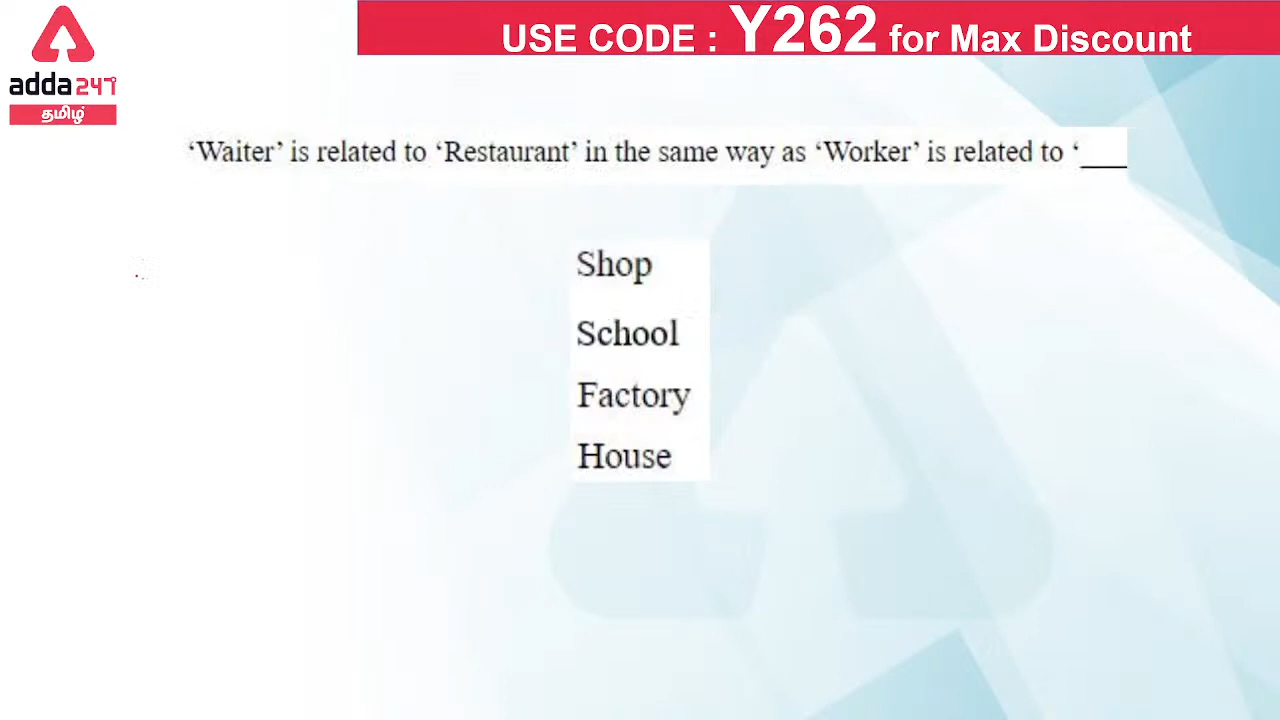 USE CODE : Y262 for Max Discount
adda247
தமிழ்
‘Waiter’ is related to ‘Restaurant’ in the same way as ‘Worker’ is related to ‘___
Shop
School
Factory
House